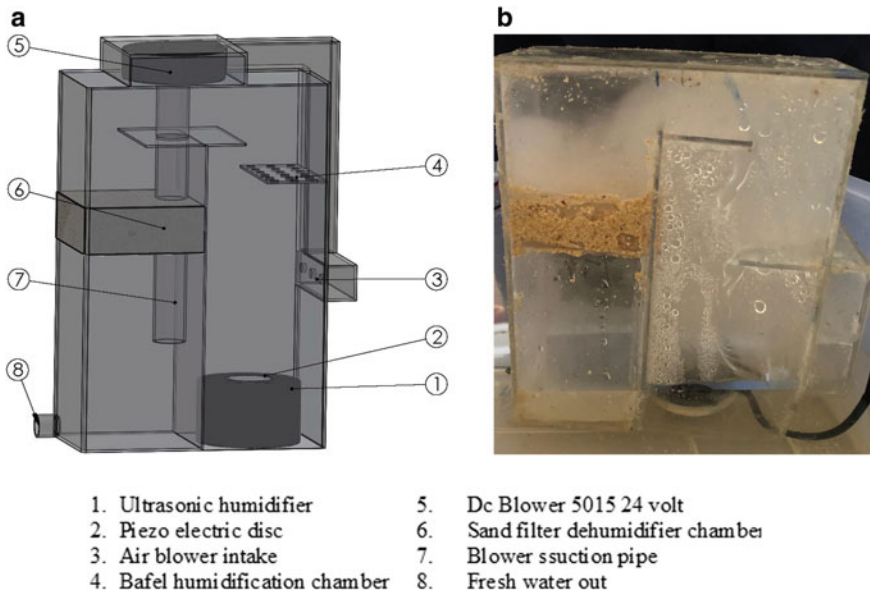 a
b
5
6
7
8
4
3
2
1
1. Ultrasonic humidifier
2. Piezo electric disc
3. Air blower intake
4. Bafel humidification chamber
5. Dc Blower 5015 24 volt
6. Sand filter dehumidifier chamber
7. Blower ssuction pipe
8. Fresh water out